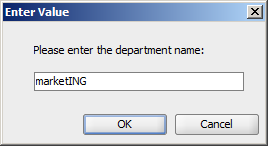 Enter Value
Please enter the department name:
marketING
OK
Cancel